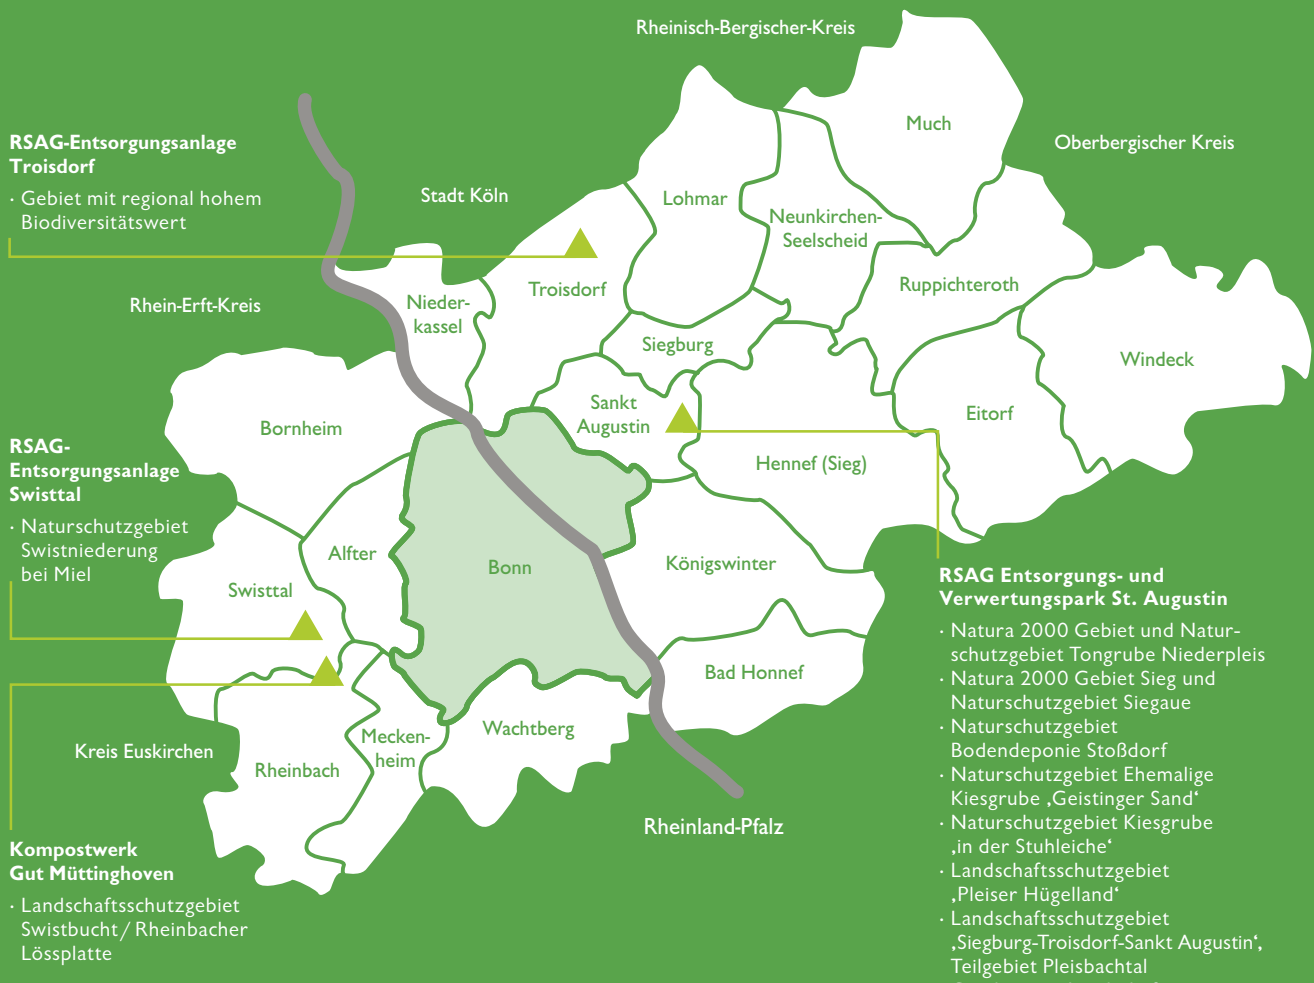 Rheinisch-Bergischer-Kreis
Much
Oberbergischer Kreis
RSAG-Entsorgungsanlage
Troisdorf
· Gebiet mit regional hohem
Biodiversitätswert
Stadt Köln
Lohmar
Neunkirchen-
Seelscheid
Ruppichteroth
Rhein-Erft-Kreis
Nieder-
kassel
Troisdorf
Siegburg
Windeck
Sankt
Augustin
Eitorf
Bornheim
Hennef (Sieg)
RSAG-
Entsorgungsanlage
Swisttal
· Naturschutzgebiet
Swistniederung
bei Miel
Alfter
Bonn
Königswinter
Swisttal
Bad Honnef
Wachtberg
Kreis Euskirchen
Rheinbach
Mecken-
heim
Rheinland-Pfalz
Kompostwerk
Gut Müttinghoven
· Landschaftsschutzgebiet
Swistbucht / Rheinbacher
Lössplatte
RSAG Entsorgungs- und
Verwertungspark St. Augustin
· Natura 2000 Gebiet und Natur-
schutzgebiet Tongrube Niederpleis
· Natura 2000 Gebiet Sieg und
Naturschutzgebiet Siegaue
· Naturschutzgebiet
Bodendeponie Stoßdorf
· Naturschutzgebiet Ehemalige
Kiesgrube ‚Geistinger Sand‘
· Naturschutzgebiet Kiesgrube
‚in der Stuhleiche‘
· Landschaftsschutzgebiet
‚Pleiser Hügelland‘
· Landschaftsschutzgebiet
‚Siegburg-Troisdorf-Sankt Augustin‘,
Teilgebiet Pleisbachtal